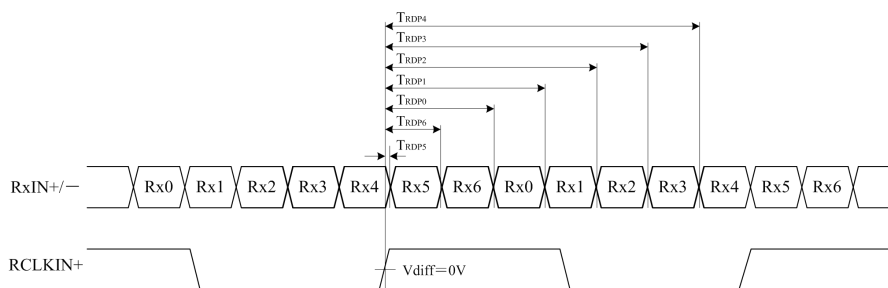 TRDP4
TRDP3
TRDP2
TRDP1
TRDP0
TRDP6
TRDP5
RxIN+/− Rx0 Rx1 Rx2 Rx3 Rx4 Rx5 Rx6 Rx0 Rx1 Rx2 Rx3 Rx4 Rx5 Rx6
RCLKIN+ Vdiff=0V